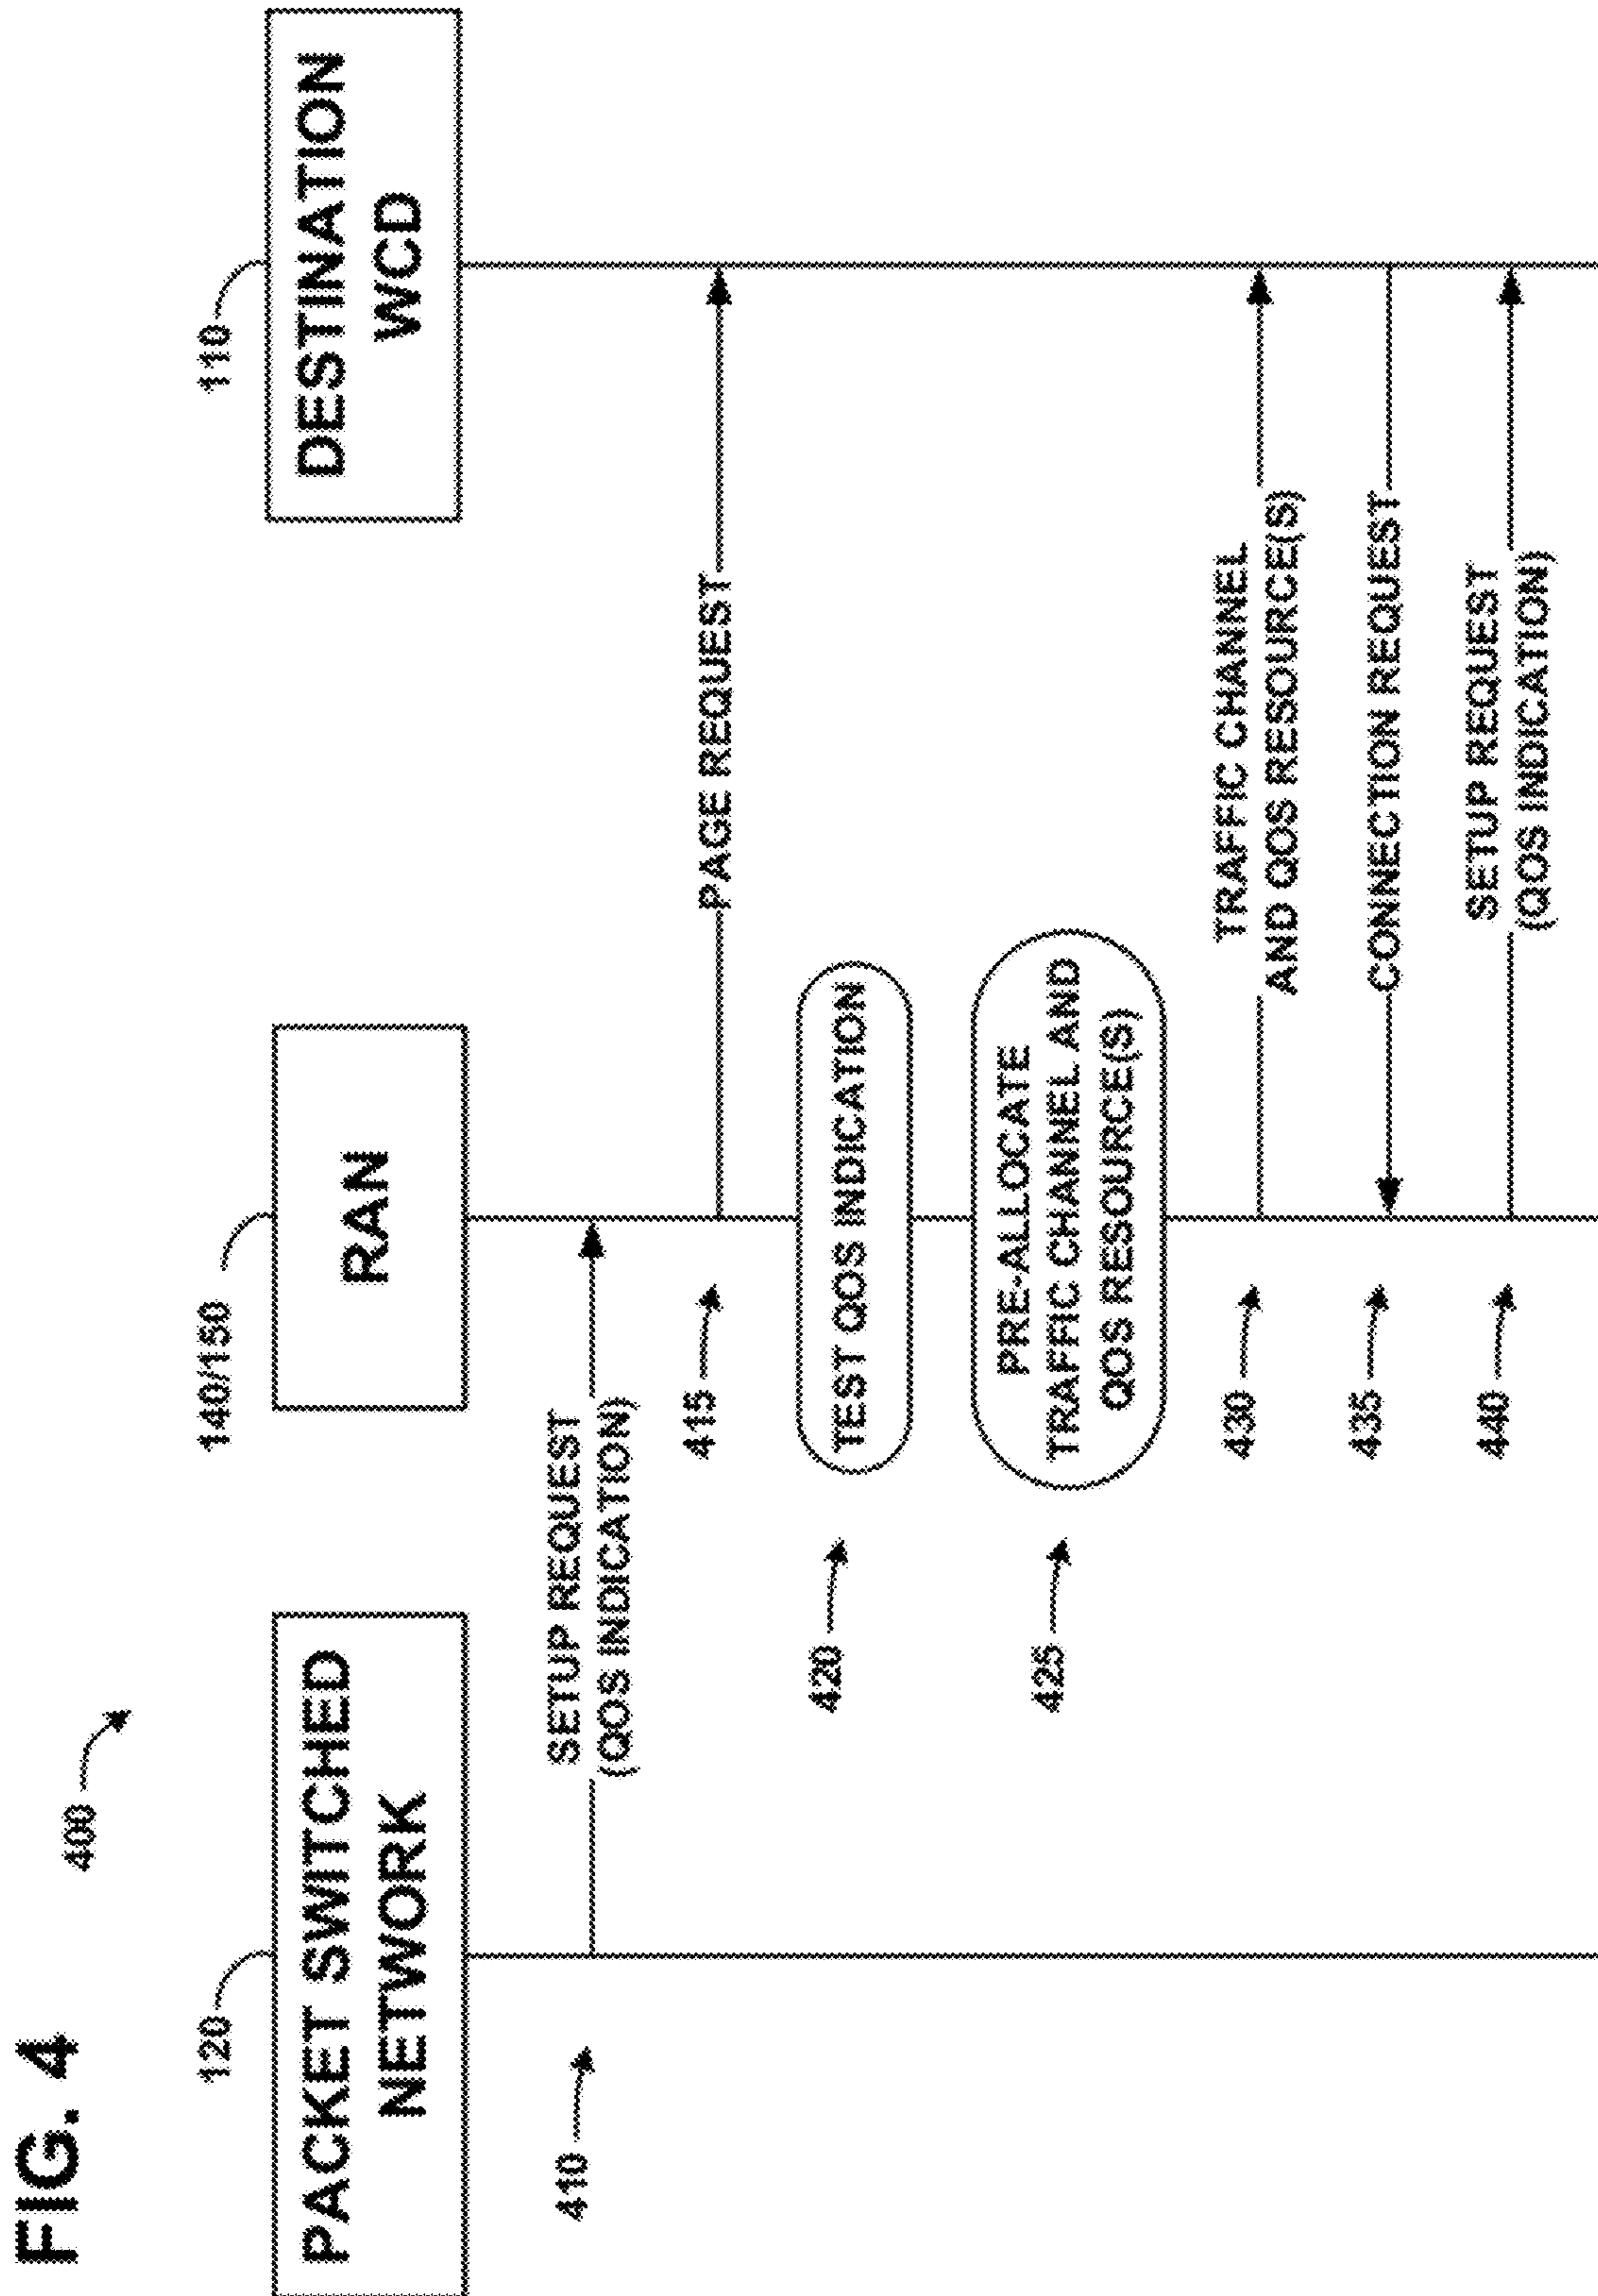 FIG. 4
400
120
140/150
110
PACKET SWITCHED
NETWORK
RAN
DESTINATION
WCD
410
SETUP REQUEST
(QOS INDICATION)
415
PAGE REQUEST
420
TEST QOS INDICATION
425
PRE-ALLOCATE
TRAFFIC CHANNEL AND
QOS RESOURCE(S)
430
TRAFFIC CHANNEL
AND QOS RESOURCE(S)
435
CONNECTION REQUEST
440
SETUP REQUEST
(QOS INDICATION)